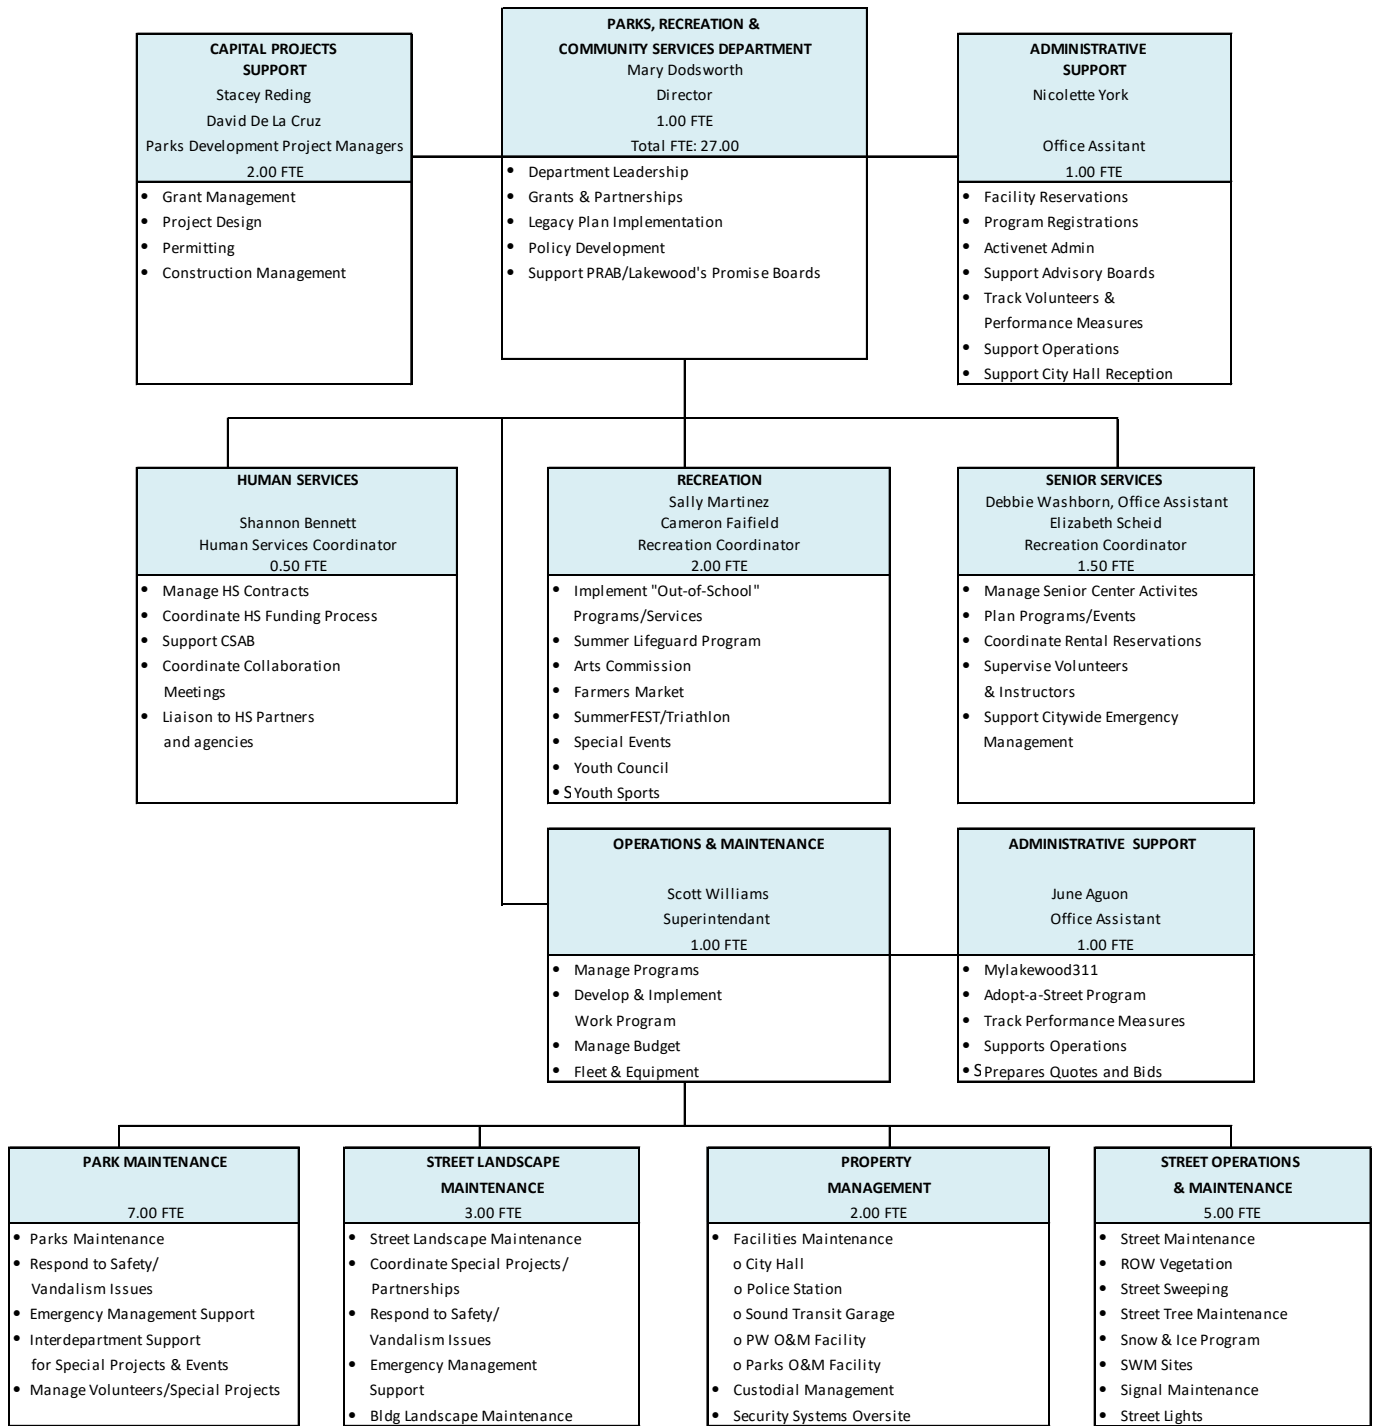 CAPITAL PROJECTS
SUPPORT
Stacey Reding
David De La Cruz
Parks Development Project Managers
2.00 FTE
• Grant Management
• Project Design
• Permitting
• Construction Management
PARKS, RECREATION &
COMMUNITY SERVICES DEPARTMENT
Mary Dodsworth
Director
1.00 FTE
Total FTE: 27.00
• Department Leadership
• Grants & Partnerships
• Legacy Plan Implementation
• Policy Development
• Support PRAB/Lakewood's Promise Boards
ADMINISTRATIVE
SUPPORT
Nicolette York
Office Assitant
1.00 FTE
• Facility Reservations
• Program Registrations
• Activenet Admin
• Support Advisory Boards
• Track Volunteers &
Performance Measures
• Support Operations
• Support City Hall Reception
HUMAN SERVICES
Shannon Bennett
Human Services Coordinator
0.50 FTE
• Manage HS Contracts
• Coordinate HS Funding Process
• Support CSAB
• Coordinate Collaboration
Meetings
• Liaison to HS Partners
and agencies
RECREATION
Sally Martinez
Cameron Faifield
Recreation Coordinator
2.00 FTE
• Implement "Out-of-School"
Programs/Services
• Summer Lifeguard Program
• Arts Commission
• Farmers Market
• SummerFEST/Triathlon
• Special Events
• Youth Council
• S Youth Sports
SENIOR SERVICES
Debbie Washborn, Office Assistant
Elizabeth Scheid
Recreation Coordinator
1.50 FTE
• Manage Senior Center Activites
• Plan Programs/Events
• Coordinate Rental Reservations
• Supervise Volunteers
& Instructors
• Support Citywide Emergency
Management
OPERATIONS & MAINTENANCE
Scott Williams
Superintendant
1.00 FTE
• Manage Programs
• Develop & Implement
Work Program
• Manage Budget
• Fleet & Equipment
ADMINISTRATIVE SUPPORT
June Aguon
Office Assistant
1.00 FTE
• Mylakewood311
• Adopt-a-Street Program
• Track Performance Measures
• Supports Operations
• S Prepares Quotes and Bids
PARK MAINTENANCE
7.00 FTE
• Parks Maintenance
• Respond to Safety/
Vandalism Issues
• Emergency Management Support
• Interdepartment Support
for Special Projects & Events
• Manage Volunteers/Special Projects
STREET LANDSCAPE
MAINTENANCE
3.00 FTE
• Street Landscape Maintenance
• Coordinate Special Projects/
Partnerships
• Respond to Safety/
Vandalism Issues
• Emergency Management
Support
• Bldg Landscape Maintenance
PROPERTY
MANAGEMENT
2.00 FTE
• Facilities Maintenance
o City Hall
o Police Station
o Sound Transit Garage
o PW O&M Facility
o Parks O&M Facility
• Custodial Management
• Security Systems Oversite
STREET OPERATIONS
& MAINTENANCE
5.00 FTE
• Street Maintenance
• ROW Vegetation
• Street Sweeping
• Street Tree Maintenance
• Snow & Ice Program
• SWM Sites
• Signal Maintenance
• Street Lights